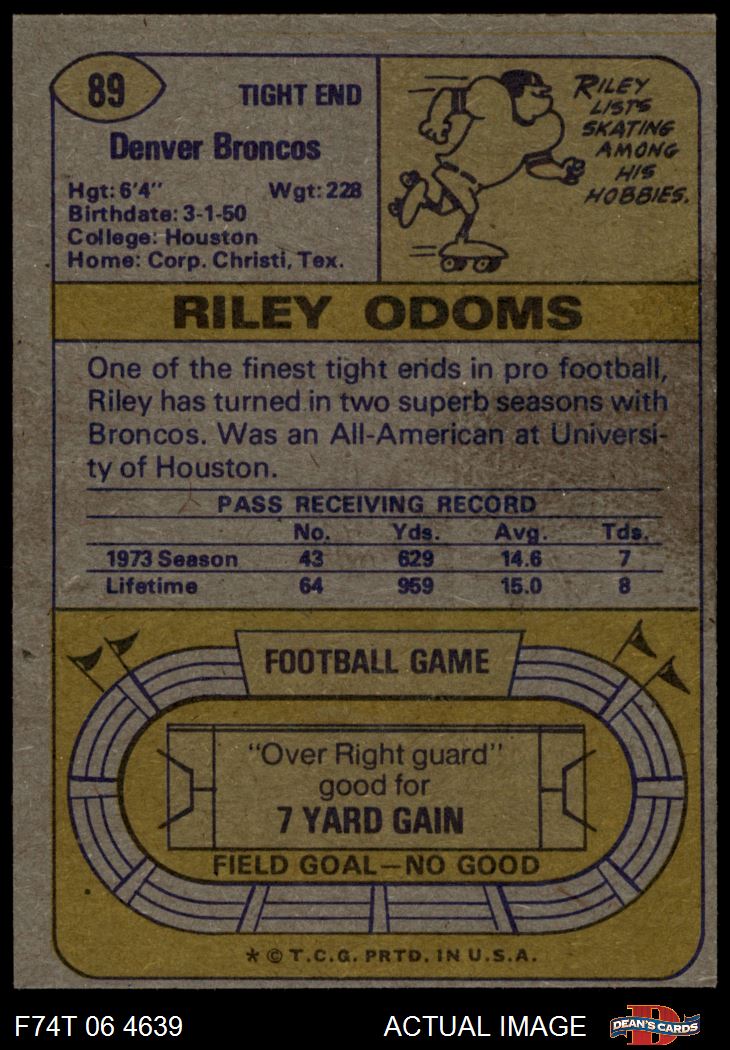 89
TIGHT END
Denver Broncos
Hgt: 6'4" Wgt: 228
Birthdate: 3-1-50
College: Houston
Home: Corp. Christi, Tex.
RILEY
LISTS
SKATING
AMONG
HIS
HOBBIES.
RILEY ODOMS
One of the finest tight ends in pro football,
Riley has turned in two superb seasons with
Broncos. Was an All-American at Universi-
ty of Houston.
PASS RECEIVING RECORD
No. Yds. Avg. Tds.
1973 Season 43 629 14.6 7
Lifetime 64 959 15.0 8
FOOTBALL GAME
"Over Right guard"
good for
7 YARD GAIN
FIELD GOAL—NO GOOD
* © T.C.G. PRTD. IN U.S.A.
F74T 06 4639 ACTUAL IMAGE
D
DEAN'S CARDS